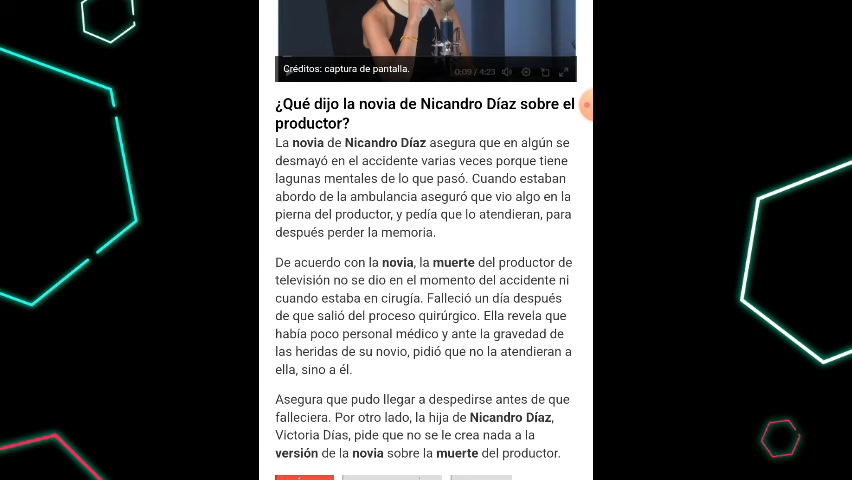 Créditos: captura de pantalla.
0:09 / 4:23
¿Qué dijo la novia de Nicandro Díaz sobre el
productor?
La novia de Nicandro Díaz asegura que en algún se
desmayó en el accidente varias veces porque tiene
lagunas mentales de lo que pasó. Cuando estaban
abordo de la ambulancia aseguró que vio algo en la
pierna del productor, y pedía que lo atendieran, para
después perder la memoria.
De acuerdo con la novia, la muerte del productor de
televisión no se dio en el momento del accidente ni
cuando estaba en cirugía. Falleció un día después
de que salió del proceso quirúrgico. Ella revela que
había poco personal médico y ante la gravedad de
las heridas de su novio, pidió que no la atendieran a
ella, sino a él.
Asegura que pudo llegar a despedirse antes de que
falleciera. Por otro lado, la hija de Nicandro Díaz,
Victoria Días, pide que no se le crea nada a la
versión de la novia sobre la muerte del productor.